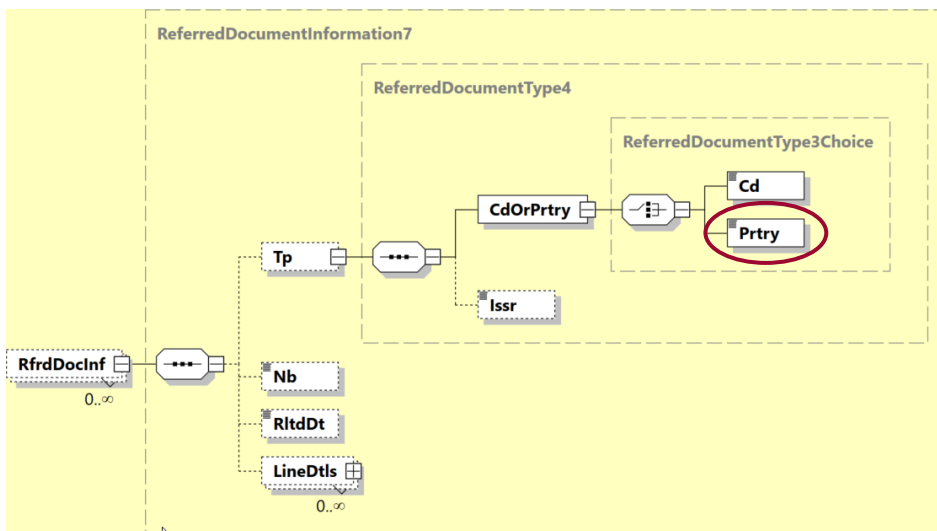 ReferredDocumentInformation7
ReferredDocumentType4
ReferredDocumentType3Choice
Cd
CdOrPrtry
Prtry
Tp
Issr
RfrdDocInf
0..∞
Nb
RltdDt
LineDtls
0..∞